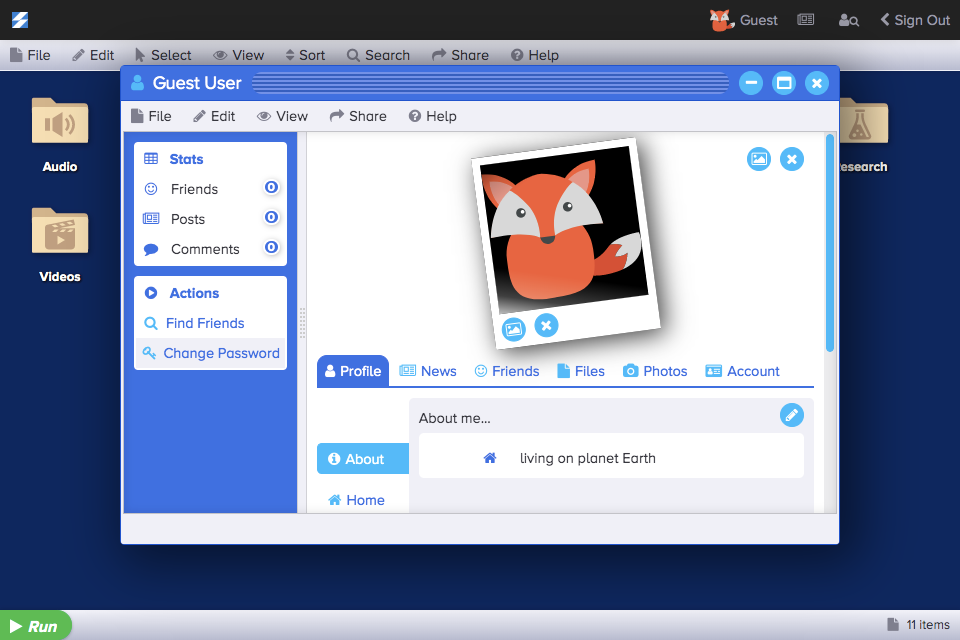 Guest Sign Out
File Edit Select View Sort Search Share Help
Guest User
File Edit View Share Help
Audio
Videos
Stats
Friends 0
Posts 0
Comments 0
Actions
Find Friends
Change Password
Profile News Friends Files Photos Account
About me...
About
living on planet Earth
Home
Run
11 items